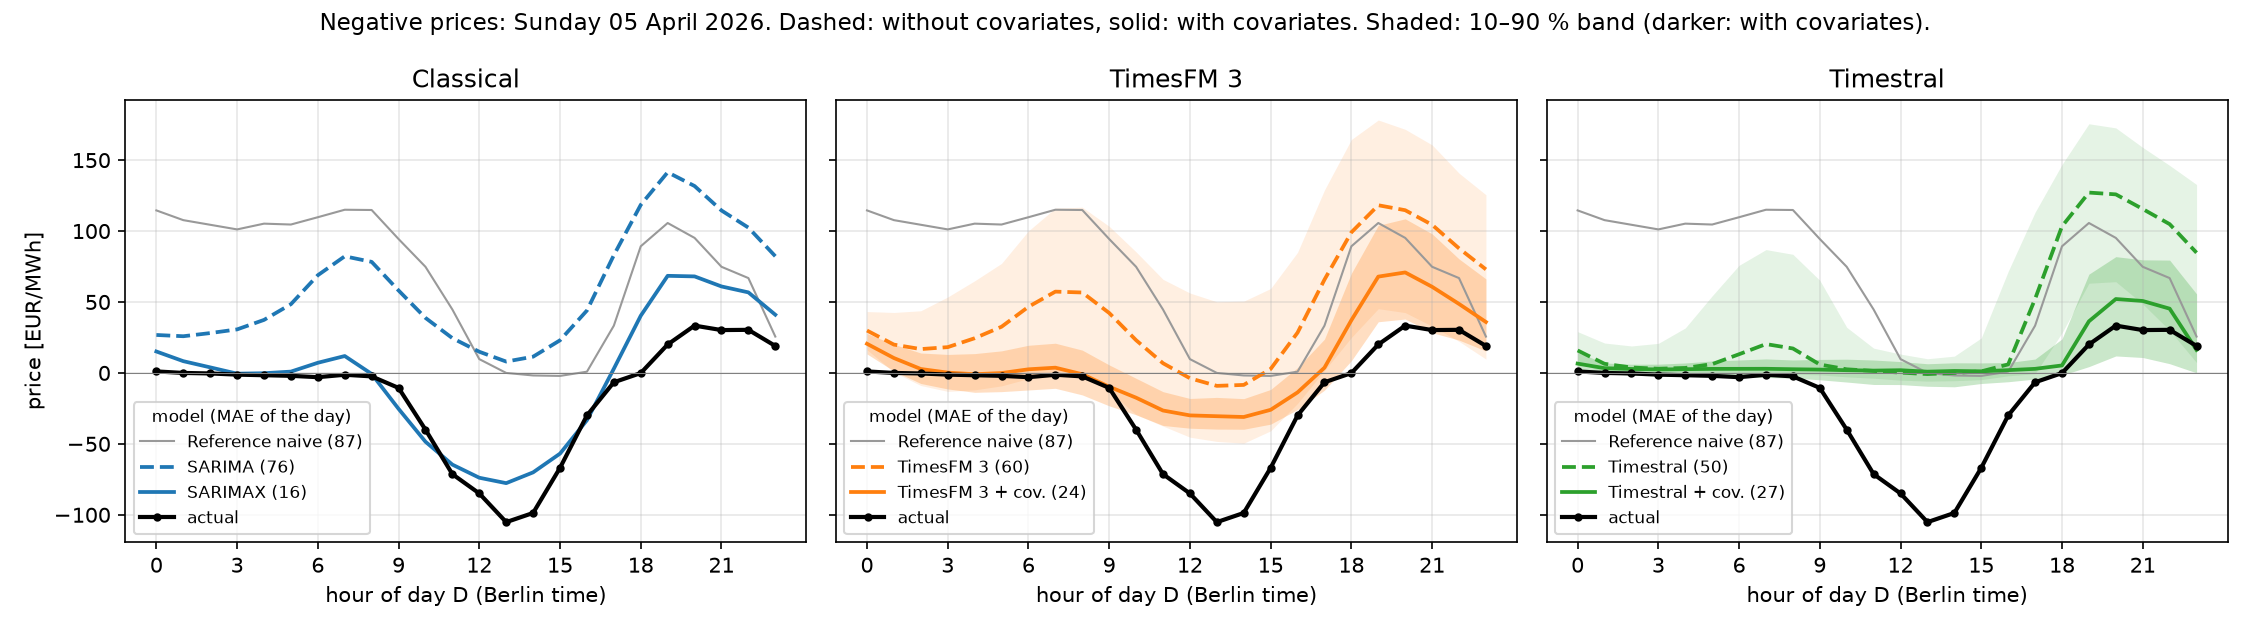 Negative prices: Sunday 05 April 2026. Dashed: without covariates, solid: with covariates. Shaded: 10–90 % band (darker: with covariates).
Classical
price [EUR/MWh]
150
100
50
0
−50
−100
model (MAE of the day)
Reference naive (87)
SARIMA (76)
SARIMAX (16)
actual
0 3 6 9 12 15 18 21
hour of day D (Berlin time)
TimesFM 3
model (MAE of the day)
Reference naive (87)
TimesFM 3 (60)
TimesFM 3 + cov. (24)
actual
0 3 6 9 12 15 18 21
hour of day D (Berlin time)
Timestral
model (MAE of the day)
Reference naive (87)
Timestral (50)
Timestral + cov. (27)
actual
0 3 6 9 12 15 18 21
hour of day D (Berlin time)